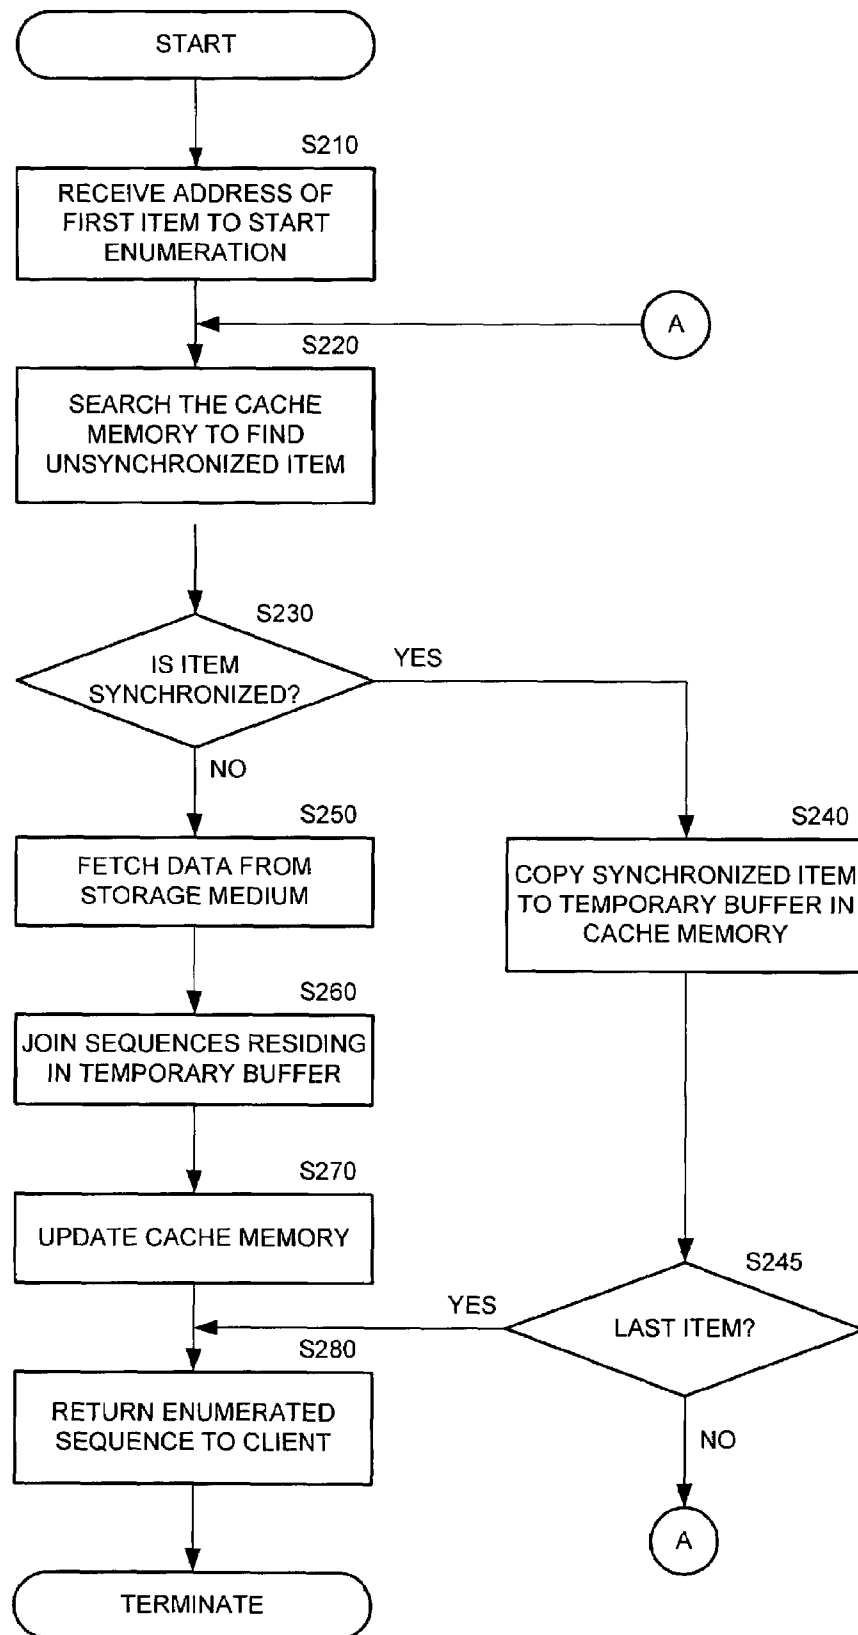 START
S210
RECEIVE ADDRESS OF
FIRST ITEM TO START
ENUMERATION
A
S220
SEARCH THE CACHE
MEMORY TO FIND
UNSYNCHRONIZED ITEM
S230
IS ITEM
SYNCHRONIZED?
YES
NO
S250
FETCH DATA FROM
STORAGE MEDIUM
S240
COPY SYNCHRONIZED ITEM
TO TEMPORARY BUFFER IN
CACHE MEMORY
S260
JOIN SEQUENCES RESIDING
IN TEMPORARY BUFFER
S270
UPDATE CACHE MEMORY
S245
LAST ITEM?
YES
NO
S280
RETURN ENUMERATED
SEQUENCE TO CLIENT
A
TERMINATE